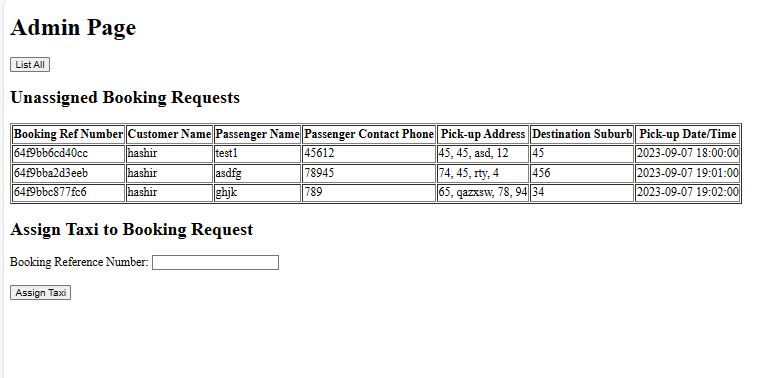 Admin Page
List All
Unassigned Booking Requests
Booking Ref Number Customer Name Passenger Name Passenger Contact Phone Pick-up Address Destination Suburb Pick-up Date/Time
64f9bb6cd40cc hashir test1 45612 45, 45, asd, 12 45 2023-09-07 18:00:00
64f9bba2d3eeb hashir asdfg 78945 74, 45, rty, 4 456 2023-09-07 19:01:00
64f9bbc877fc6 hashir ghjk 789 65, qazxsw, 78, 94 34 2023-09-07 19:02:00
Assign Taxi to Booking Request
Booking Reference Number:
Assign Taxi